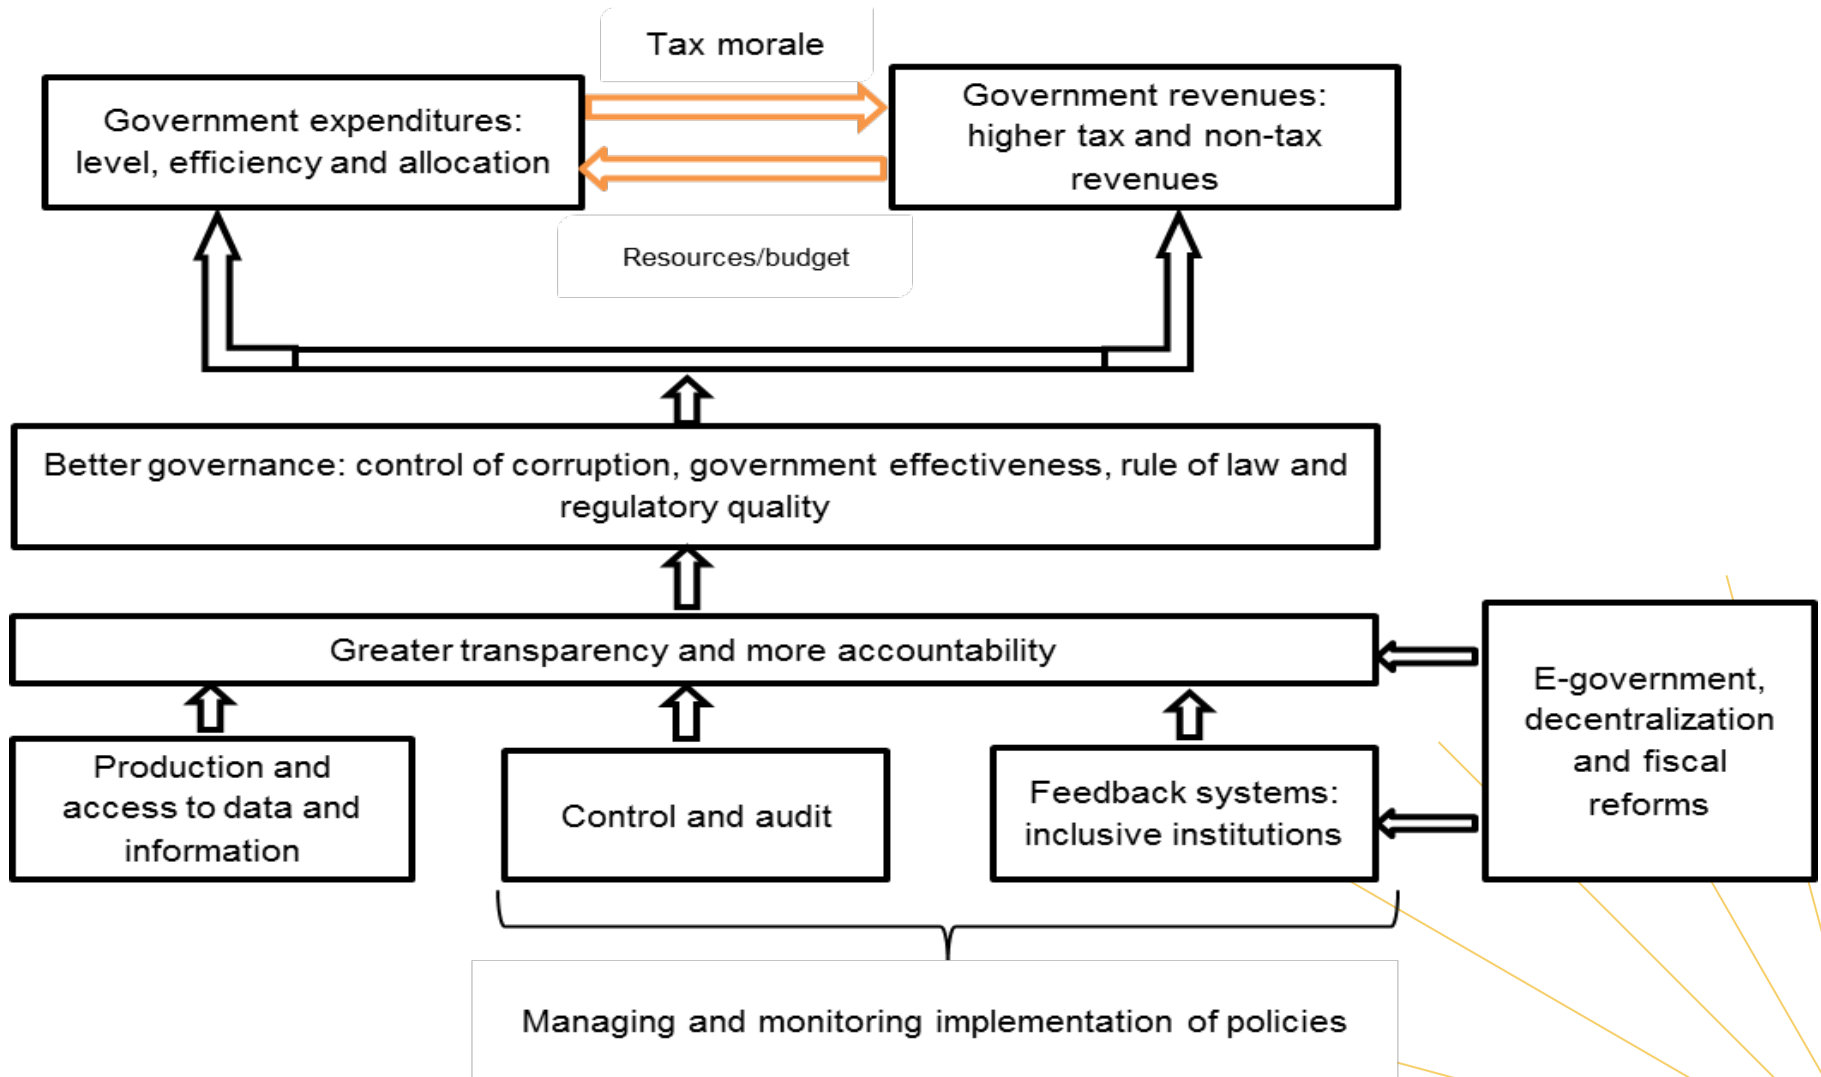 Tax morale
Government expenditures:
level, efficiency and allocation
Government revenues:
higher tax and non-tax
revenues
Resources/budget
Better governance: control of corruption, government effectiveness, rule of law and
regulatory quality
Greater transparency and more accountability
E-government,
decentralization
and fiscal
reforms
Production and
access to data and
information
Control and audit
Feedback systems:
inclusive institutions
Managing and monitoring implementation of policies